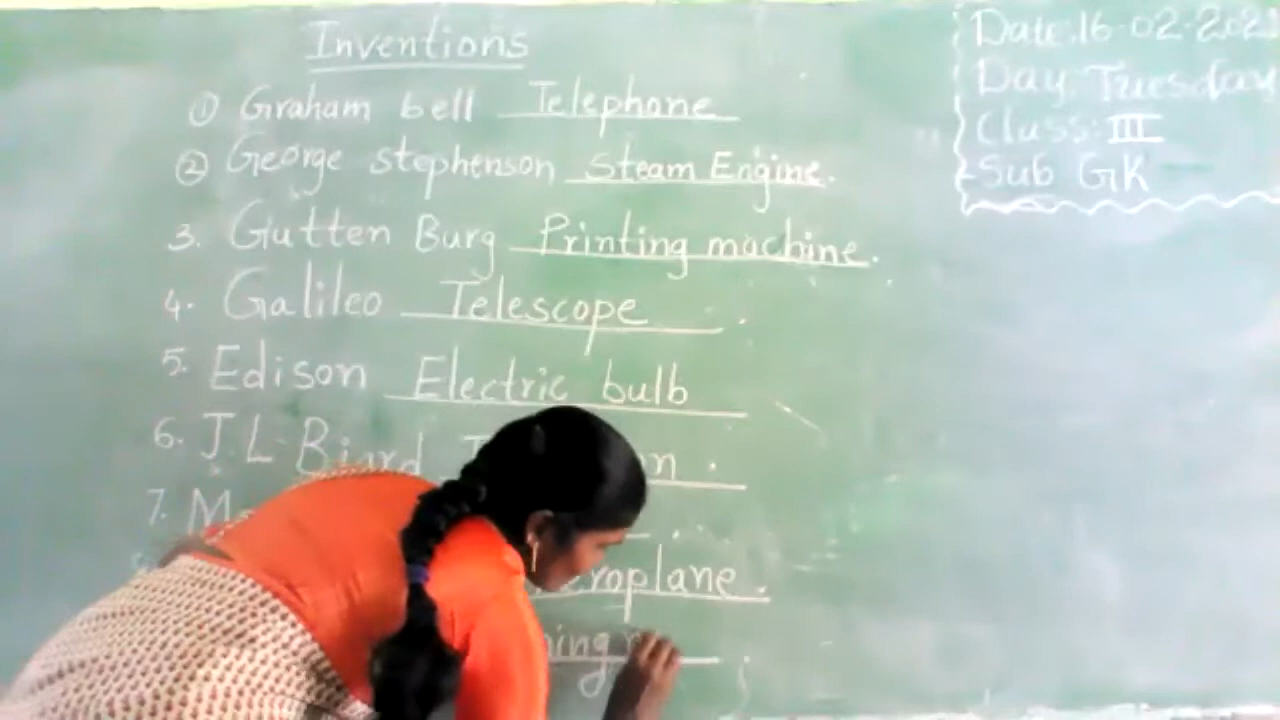 Inventions
① Graham bell Telephone
② George stephenson Steam Engine.
3. Gutten Burg Printing machine.
4. Galileo Telescope.
5. Edison Electric bulb
6. J.L Biard
7.
Date:16-02-2021
Day: Tuesday
Class: III
Sub GK